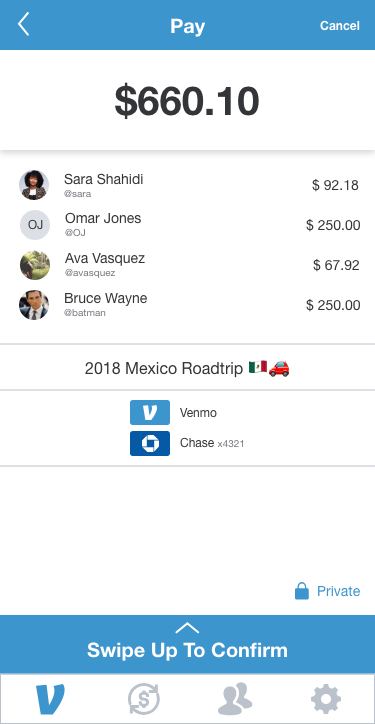 Pay
Cancel
$660.10
Sara Shahidi
@sara
$ 92.18
OJ
Omar Jones
@OJ
$ 250.00
Ava Vasquez
@avasquez
$ 67.92
Bruce Wayne
@batman
$ 250.00
2018 Mexico Roadtrip 🇲🇽🚗
Venmo
Chase x4321
Private
Swipe Up To Confirm